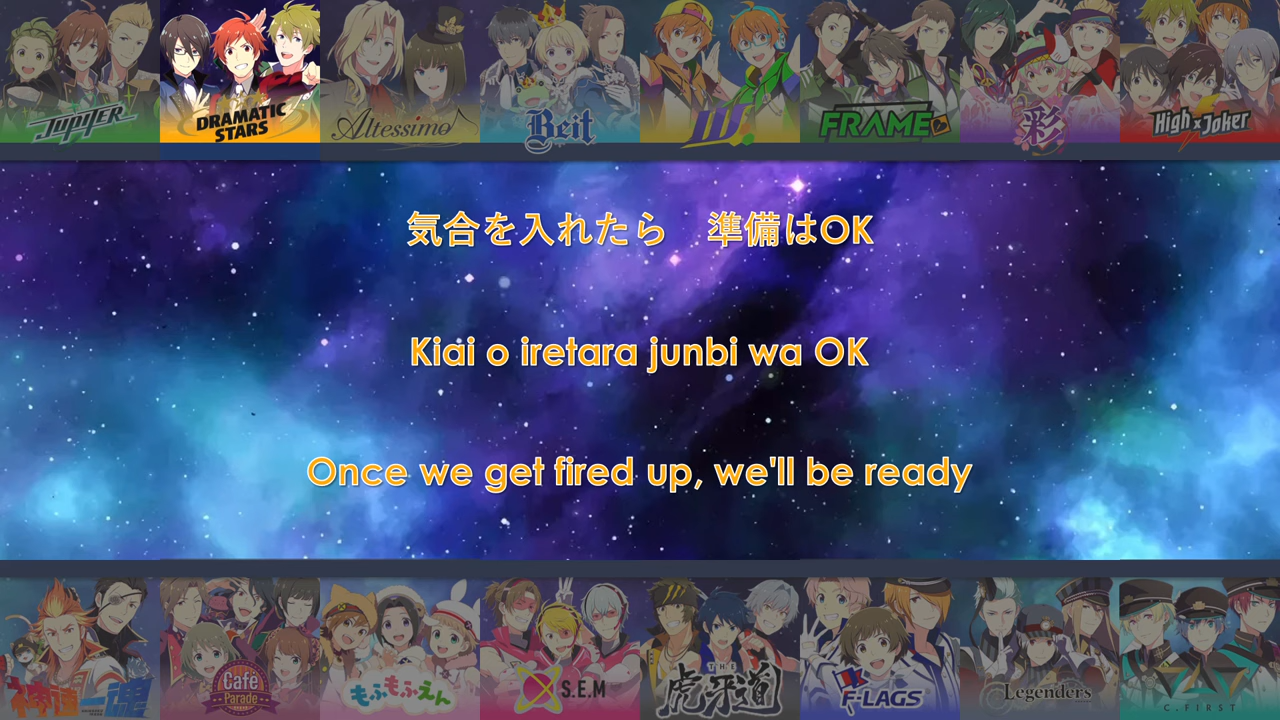 JUPITER
DRAMATIC
STARS
Altessimo
Beit
W.
FRAME
彩
High×Joker
気合を入れたら　準備はOK
Kiai o iretara junbi wa OK
Once we get fired up, we'll be ready
神速一魂
Café
Parade
もふもふえん
S.E.M
THE
虎牙道
F-LAGS
Legenders
C.FIRST